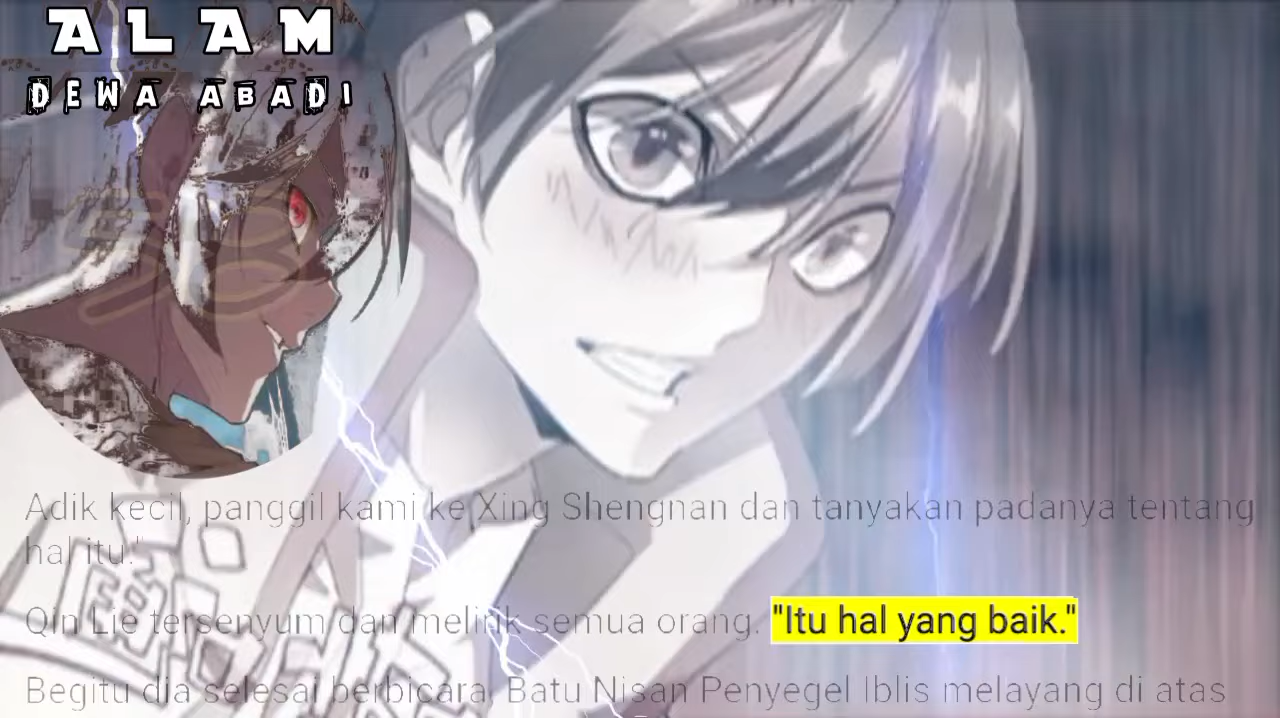 ALAM
DEWA ABADI
Adik kecil, panggil kami ke Xing Shengnan dan tanyakan padanya tentang
hal itu."
Qin Lie tersenyum dan melirik semua orang. "Itu hal yang baik."
Begitu dia selesai berbicara, Batu Nisan Penyegel Iblis melayang di atas